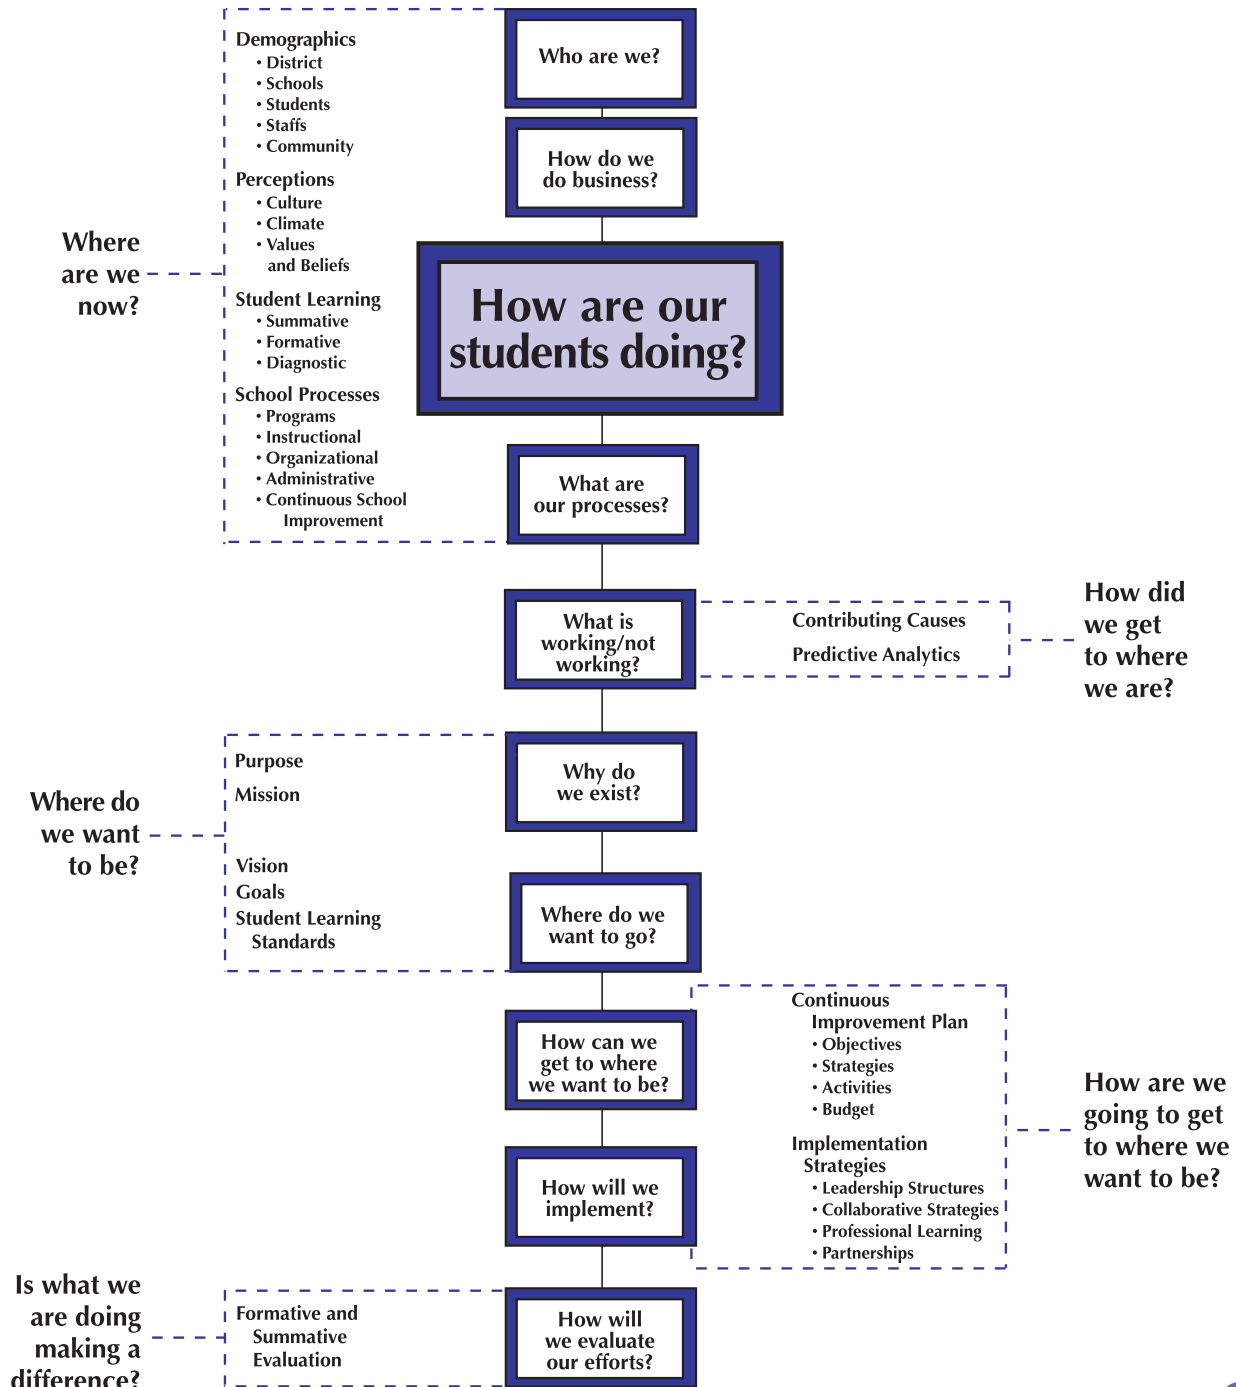 Who are we?
How do we
do business?
How are our
students doing?
What are
our processes?
Where
are we
now?
Demographics
• District
• Schools
• Students
• Staffs
• Community
Perceptions
• Culture
• Climate
• Values
and Beliefs
Student Learning
• Summative
• Formative
• Diagnostic
School Processes
• Programs
• Instructional
• Organizational
• Administrative
• Continuous School
Improvement
What is
working/not
working?
Contributing Causes
Predictive Analytics
How did
we get
to where
we are?
Where do
we want
to be?
Purpose
Mission
Vision
Goals
Student Learning
Standards
Why do
we exist?
Where do we
want to go?
How can we
get to where
we want to be?
How will we
implement?
Continuous
Improvement Plan
• Objectives
• Strategies
• Activities
• Budget
Implementation
Strategies
• Leadership Structures
• Collaborative Strategies
• Professional Learning
• Partnerships
How are we
going to get
to where we
want to be?
Is what we
are doing
making a
difference?
Formative and
Summative
Evaluation
How will
we evaluate
our efforts?